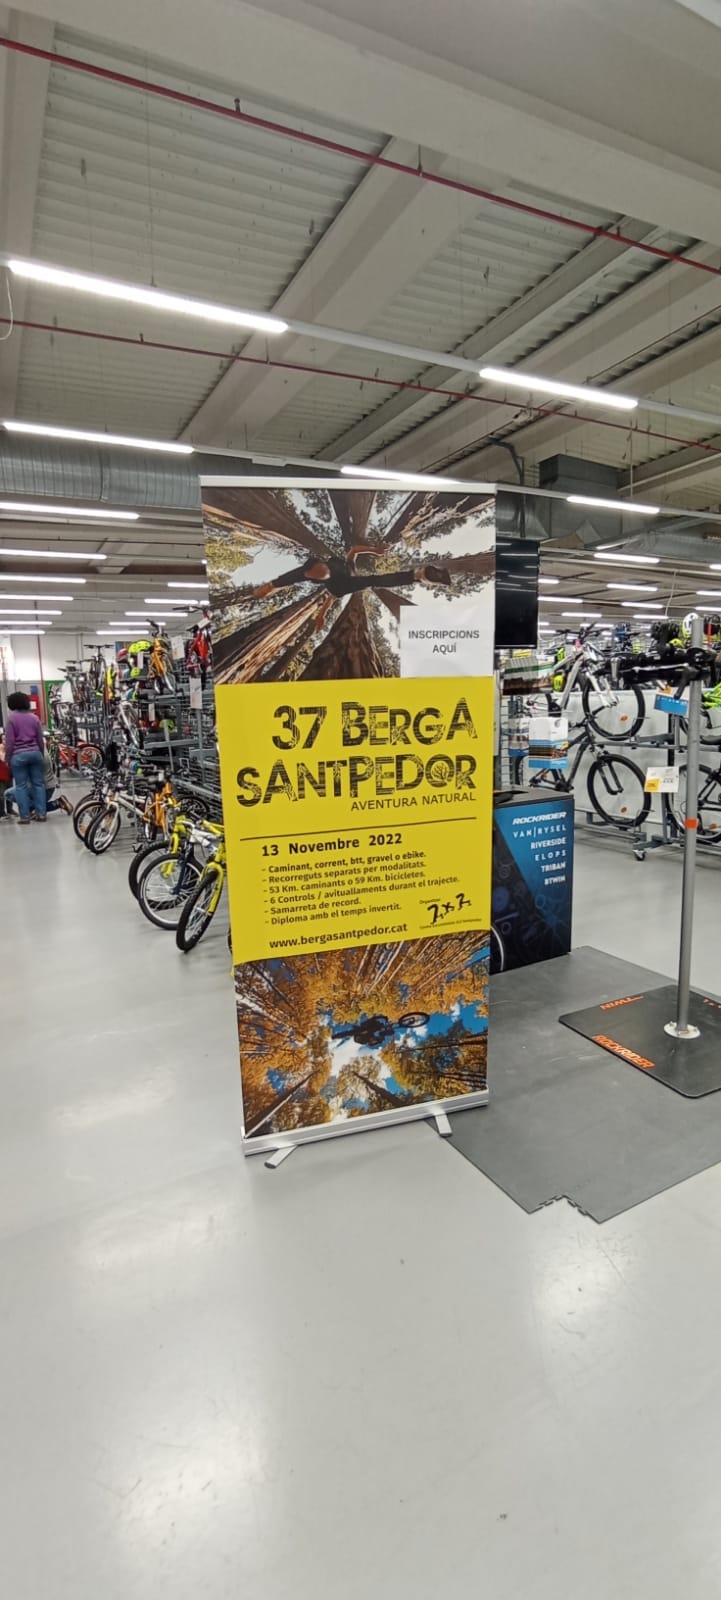 INSCRIPCIONS
AQUÍ
37 BERGA
SANTPEDOR
AVENTURA NATURAL
13 Novembre 2022
- Caminant, corrent, btt, gravel o ebike.
- Recorreguts separats per modalitats.
- 53 Km. caminants o 59 Km. bicicletes.
- 6 Controls / avituallaments durant el trajecte.
- Samarreta de record.
- Diploma amb el temps invertit.
www.bergasantpedor.cat
ROCKRIDER
VAN RYSEL
RIVERSIDE
ELOPS
TRIBAN
BTWIN
ROCKRIDER